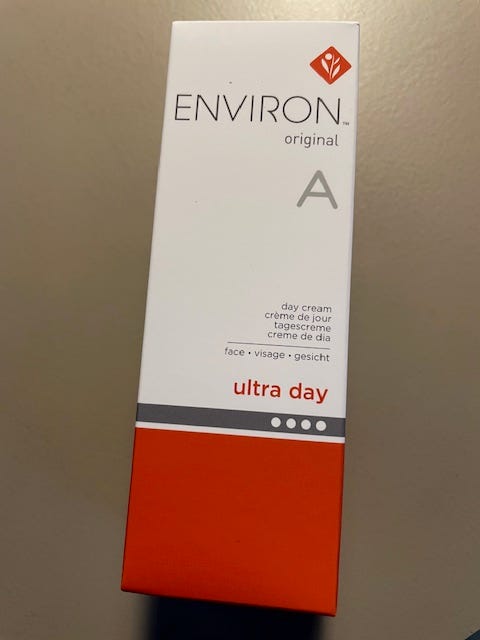 ENVIRON™
original
A
day cream
crème de jour
tagescreme
creme de dia
face • visage • gesicht
ultra day